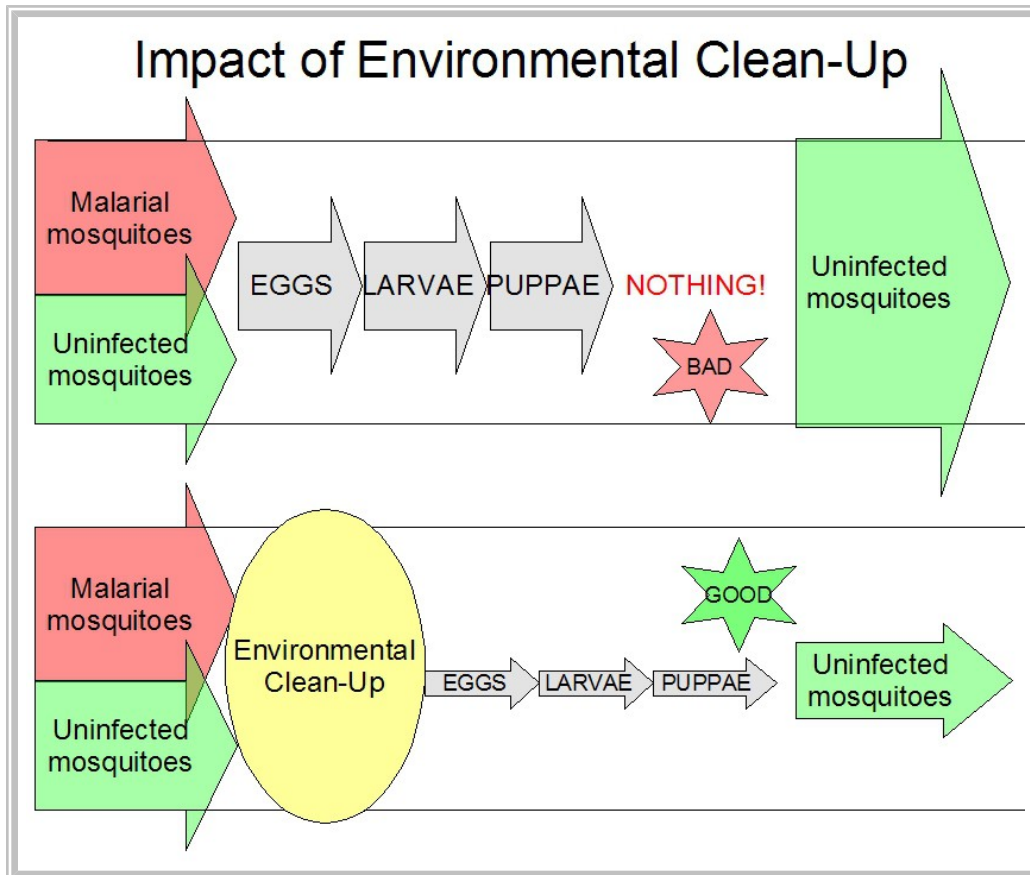 Impact of Environmental Clean-Up
Malarial
mosquitoes
Uninfected
mosquitoes
EGGS
LARVAE
PUPPAE
NOTHING!
BAD
Uninfected
mosquitoes
Malarial
mosquitoes
Uninfected
mosquitoes
Environmental
Clean-Up
EGGS
LARVAE
PUPPAE
GOOD
Uninfected
mosquitoes